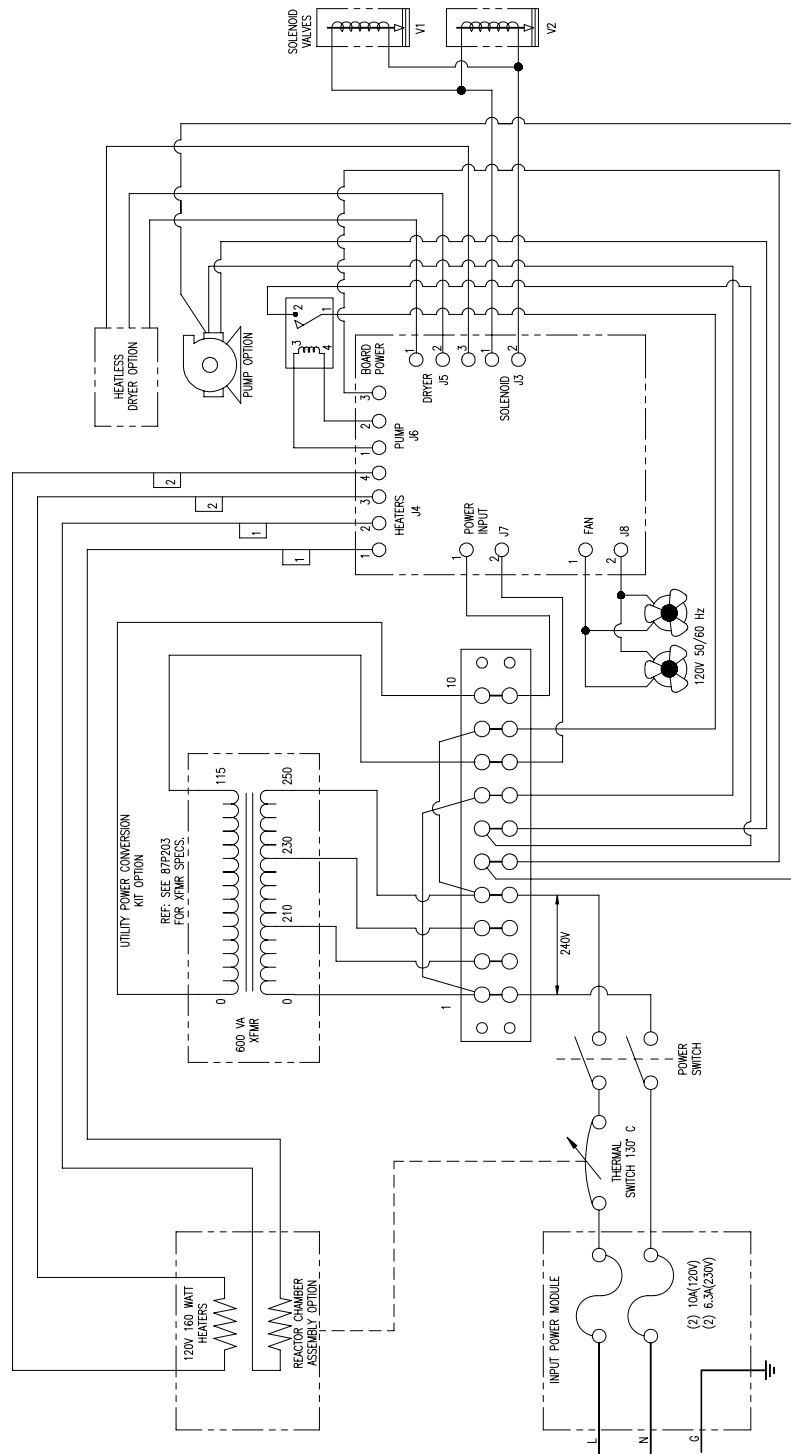 SOLENOID
VALVES
V1
V2
HEATLESS
DRYER OPTION
PUMP OPTION
2
1
3
4
BOARD
POWER
3
2
1
PUMP
J6
4
3
2
1
HEATERS
J4
1
2
3
DRYER
J5
1
2
SOLENOID
J3
1
2
POWER
INPUT
J7
1
2
FAN
J8
120V 50/60 Hz
2
2
1
1
UTILITY POWER CONVERSION
KIT OPTION
REF: SEE 87P203
FOR XFMR SPECS.
115
0
250
230
210
0
600 VA
XFMR
10
1
240V
POWER
SWITCH
THERMAL
SWITCH 130° C
120V 160 WATT
HEATERS
REACTOR CHAMBER
ASSEMBLY OPTION
INPUT POWER MODULE
(2) 10A(120V)
(2) 6.3A(230V)
L
N
G